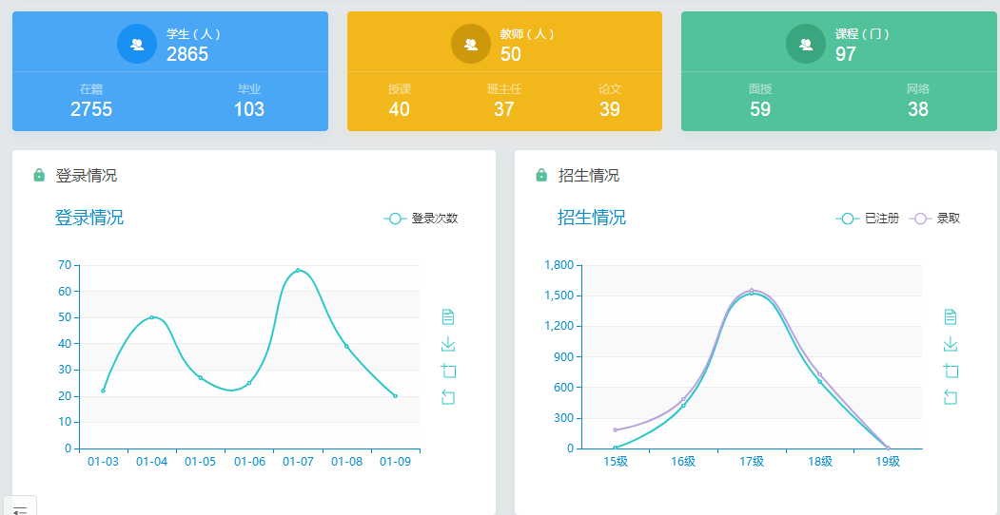 学生（人）
2865
在籍 毕业
2755 103
教师（人）
50
授课 班主任 论文
40 37 39
课程（门）
97
面授 网络
59 38
登录情况
登录情况
登录次数
70
60
50
40
30
20
10
0
01-03 01-04 01-05 01-06 01-07 01-08 01-09
招生情况
招生情况
已注册 录取
1,800
1,500
1,200
900
600
300
0
15级 16级 17级 18级 19级